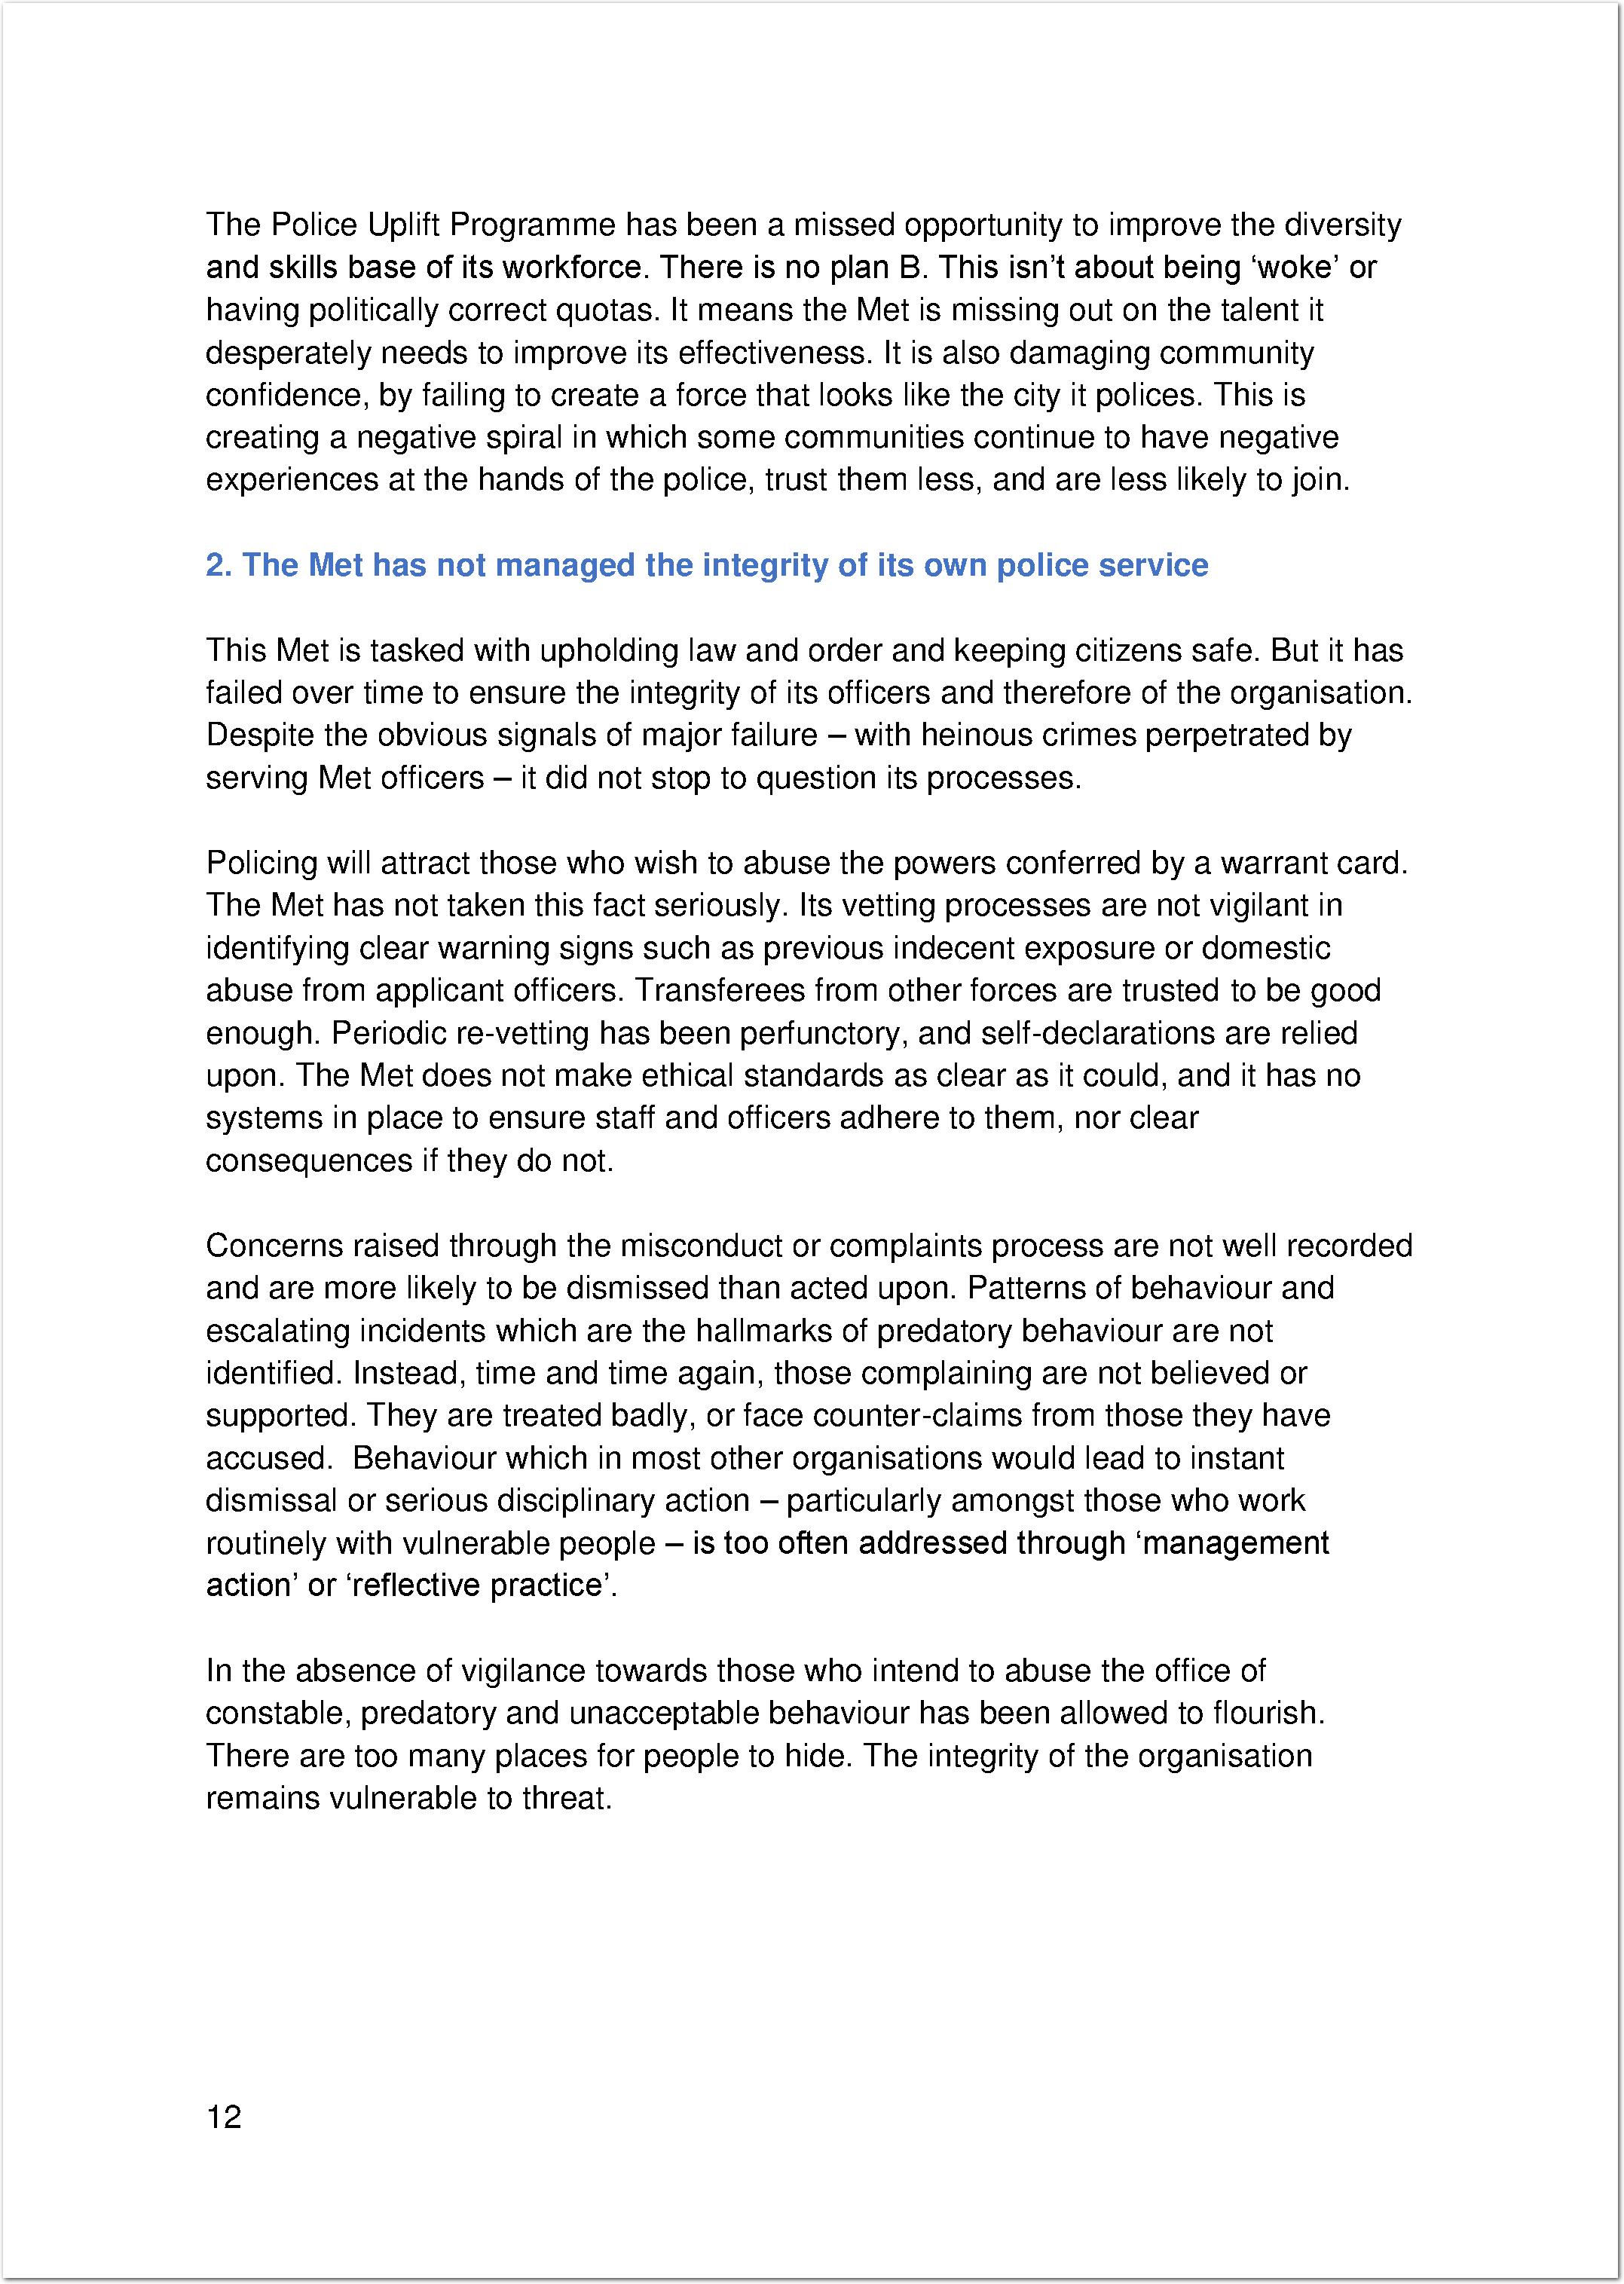 The Police Uplift Programme has been a missed opportunity to improve the diversity
and skills base of its workforce. There is no plan B. This isn’t about being ‘woke’ or
having politically correct quotas. It means the Met is missing out on the talent it
desperately needs to improve its effectiveness. It is also damaging community
confidence, by failing to create a force that looks like the city it polices. This is
creating a negative spiral in which some communities continue to have negative
experiences at the hands of the police, trust them less, and are less likely to join.
2. The Met has not managed the integrity of its own police service
This Met is tasked with upholding law and order and keeping citizens safe. But it has
failed over time to ensure the integrity of its officers and therefore of the organisation.
Despite the obvious signals of major failure – with heinous crimes perpetrated by
serving Met officers – it did not stop to question its processes.
Policing will attract those who wish to abuse the powers conferred by a warrant card.
The Met has not taken this fact seriously. Its vetting processes are not vigilant in
identifying clear warning signs such as previous indecent exposure or domestic
abuse from applicant officers. Transferees from other forces are trusted to be good
enough. Periodic re-vetting has been perfunctory, and self-declarations are relied
upon. The Met does not make ethical standards as clear as it could, and it has no
systems in place to ensure staff and officers adhere to them, nor clear
consequences if they do not.
Concerns raised through the misconduct or complaints process are not well recorded
and are more likely to be dismissed than acted upon. Patterns of behaviour and
escalating incidents which are the hallmarks of predatory behaviour are not
identified. Instead, time and time again, those complaining are not believed or
supported. They are treated badly, or face counter-claims from those they have
accused.  Behaviour which in most other organisations would lead to instant
dismissal or serious disciplinary action – particularly amongst those who work
routinely with vulnerable people – is too often addressed through ‘management
action’ or ‘reflective practice’.
In the absence of vigilance towards those who intend to abuse the office of
constable, predatory and unacceptable behaviour has been allowed to flourish.
There are too many places for people to hide. The integrity of the organisation
remains vulnerable to threat.
12